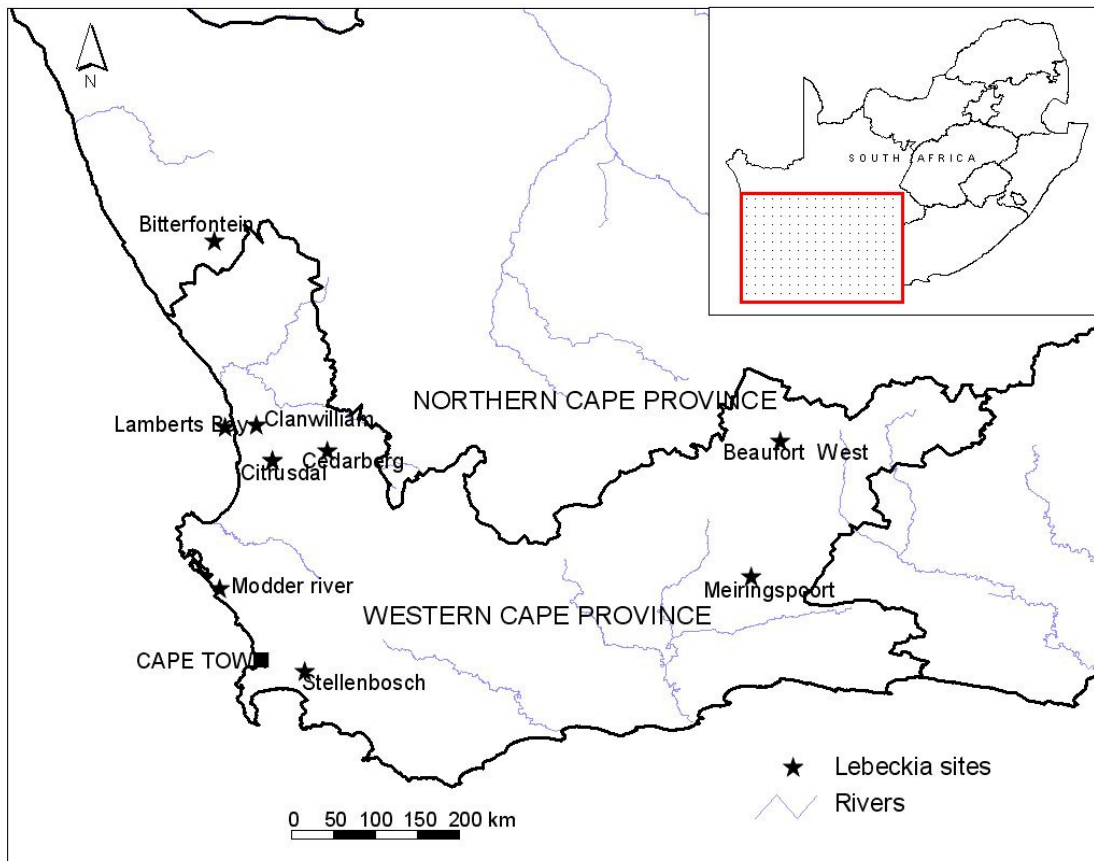 N
SOUTH AFRICA
Bitterfontein
NORTHERN CAPE PROVINCE
Lamberts Bay
Clanwilliam
Citrusdal
Cedarberg
Beaufort West
Modder river
Meiringspoort
WESTERN CAPE PROVINCE
CAPE TOW
Stellenbosch
Lebeckia sites
Rivers
0 50 100 150 200 km